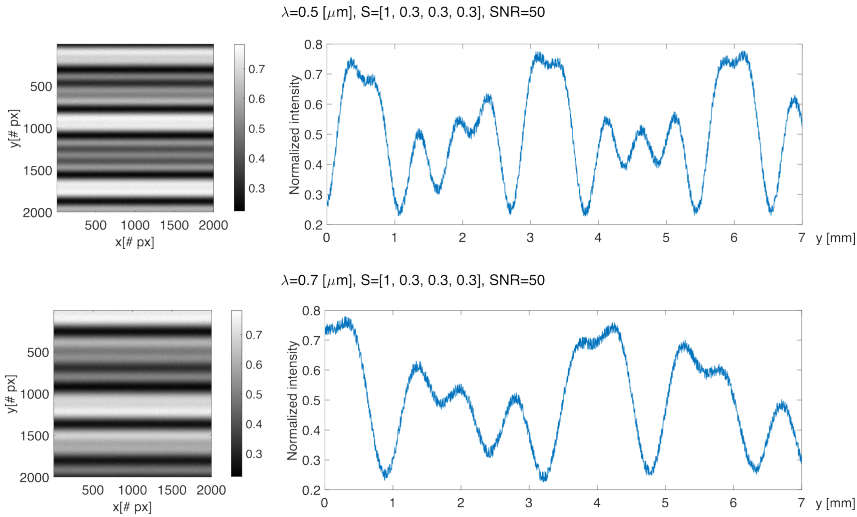 λ=0.5 [μm], S=[1, 0.3, 0.3, 0.3], SNR=50
y[# px]
500
1000
1500
2000
500 1000 1500 2000
x[# px]
0.7
0.6
0.5
0.4
0.3
Normalized intensity
0.8
0.7
0.6
0.5
0.4
0.3
0.2
0 1 2 3 4 5 6 7 y [mm]
λ=0.7 [μm], S=[1, 0.3, 0.3, 0.3], SNR=50
y[# px]
500
1000
1500
2000
500 1000 1500 2000
x[# px]
0.7
0.6
0.5
0.4
0.3
Normalized intensity
0.8
0.7
0.6
0.5
0.4
0.3
0.2
0 1 2 3 4 5 6 7 y [mm]